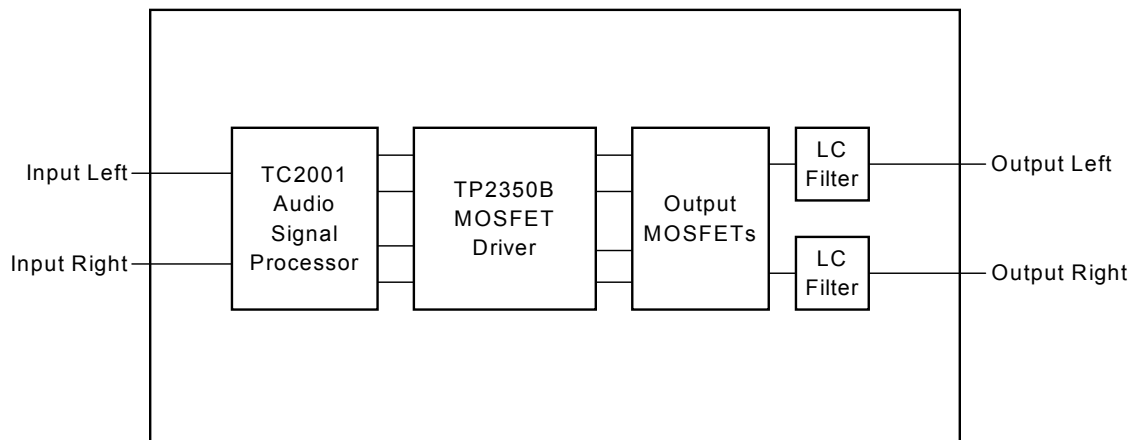 Input Left
Input Right
TC2001
Audio
Signal
Processor
TP2350B
MOSFET
Driver
Output
MOSFETs
LC
Filter
LC
Filter
Output Left
Output Right